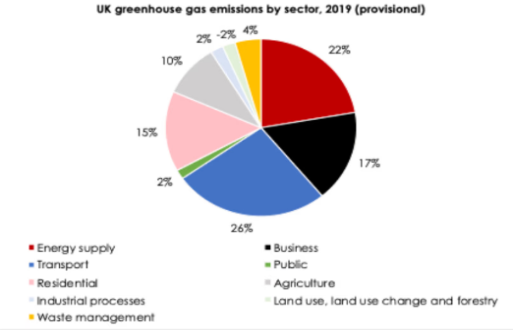 UK greenhouse gas emissions by sector, 2019 (provisional)
2% -2% 4%
22%
10%
15%
17%
2%
26%
Energy supply Business
Transport Public
Residential Agriculture
Industrial processes Land use, land use change and forestry
Waste management